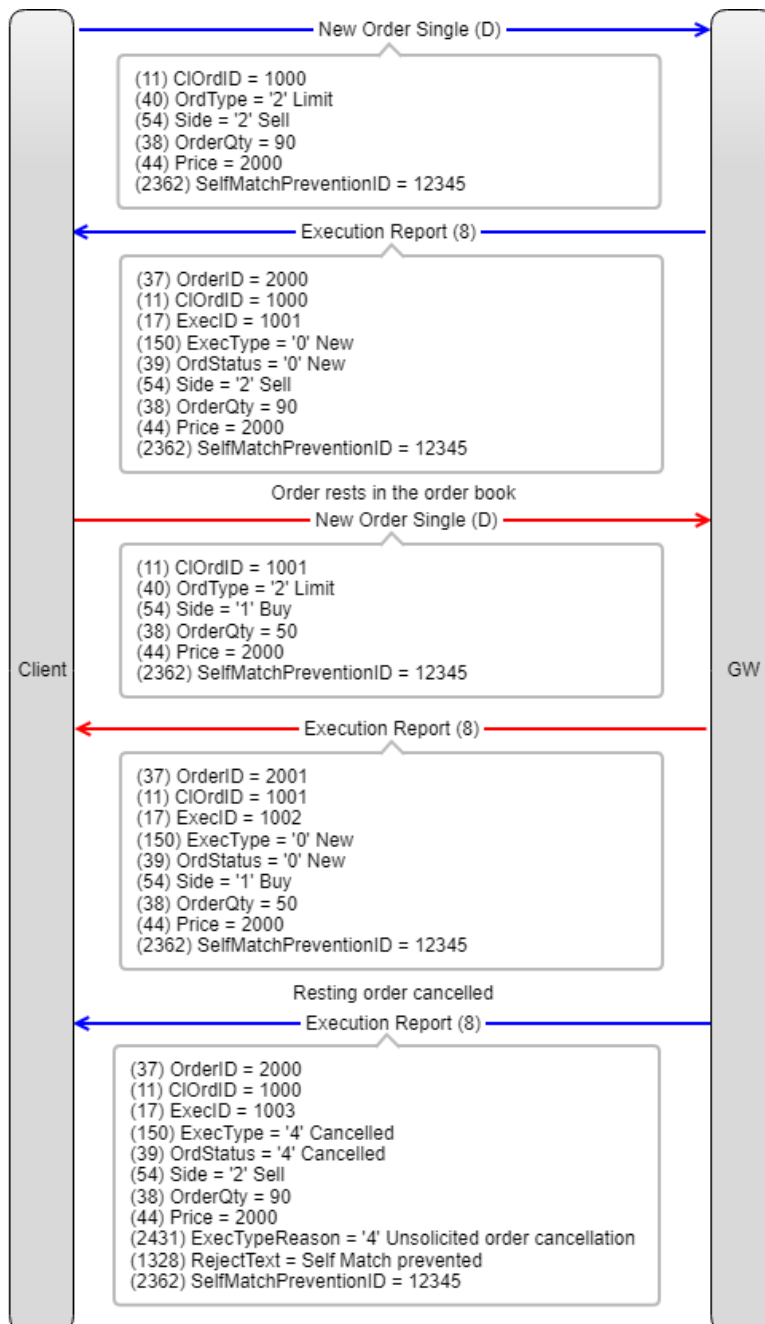 New Order Single (D)
(11) ClOrdID = 1000
(40) OrdType = '2' Limit
(54) Side = '2' Sell
(38) OrderQty = 90
(44) Price = 2000
(2362) SelfMatchPreventionID = 12345
Execution Report (8)
(37) OrderID = 2000
(11) ClOrdID = 1000
(17) ExecID = 1001
(150) ExecType = '0' New
(39) OrdStatus = '0' New
(54) Side = '2' Sell
(38) OrderQty = 90
(44) Price = 2000
(2362) SelfMatchPreventionID = 12345
Order rests in the order book
New Order Single (D)
(11) ClOrdID = 1001
(40) OrdType = '2' Limit
(54) Side = '1' Buy
(38) OrderQty = 50
(44) Price = 2000
(2362) SelfMatchPreventionID = 12345
Client
GW
Execution Report (8)
(37) OrderID = 2001
(11) ClOrdID = 1001
(17) ExecID = 1002
(150) ExecType = '0' New
(39) OrdStatus = '0' New
(54) Side = '1' Buy
(38) OrderQty = 50
(44) Price = 2000
(2362) SelfMatchPreventionID = 12345
Resting order cancelled
Execution Report (8)
(37) OrderID = 2000
(11) ClOrdID = 1000
(17) ExecID = 1003
(150) ExecType = '4' Cancelled
(39) OrdStatus = '4' Cancelled
(54) Side = '2' Sell
(38) OrderQty = 90
(44) Price = 2000
(2431) ExecTypeReason = '4' Unsolicited order cancellation
(1328) RejectText = Self Match prevented
(2362) SelfMatchPreventionID = 12345